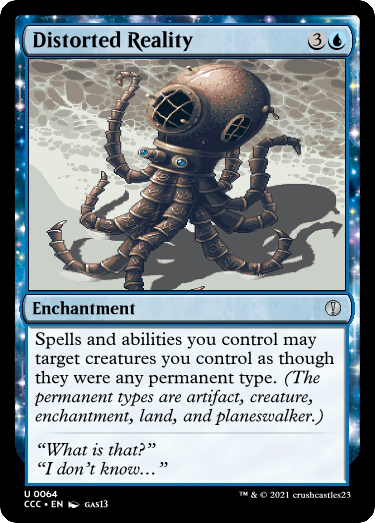 Distorted Reality 3
Enchantment
Spells and abilities you control may
target creatures you control as though
they were any permanent type. (The
permanent types are artifact, creature,
enchantment, land, and planeswalker.)
“What is that?”
“I don’t know…”
U 0064
CCC • EN GAS13
™ & © 2021 crushcastles23